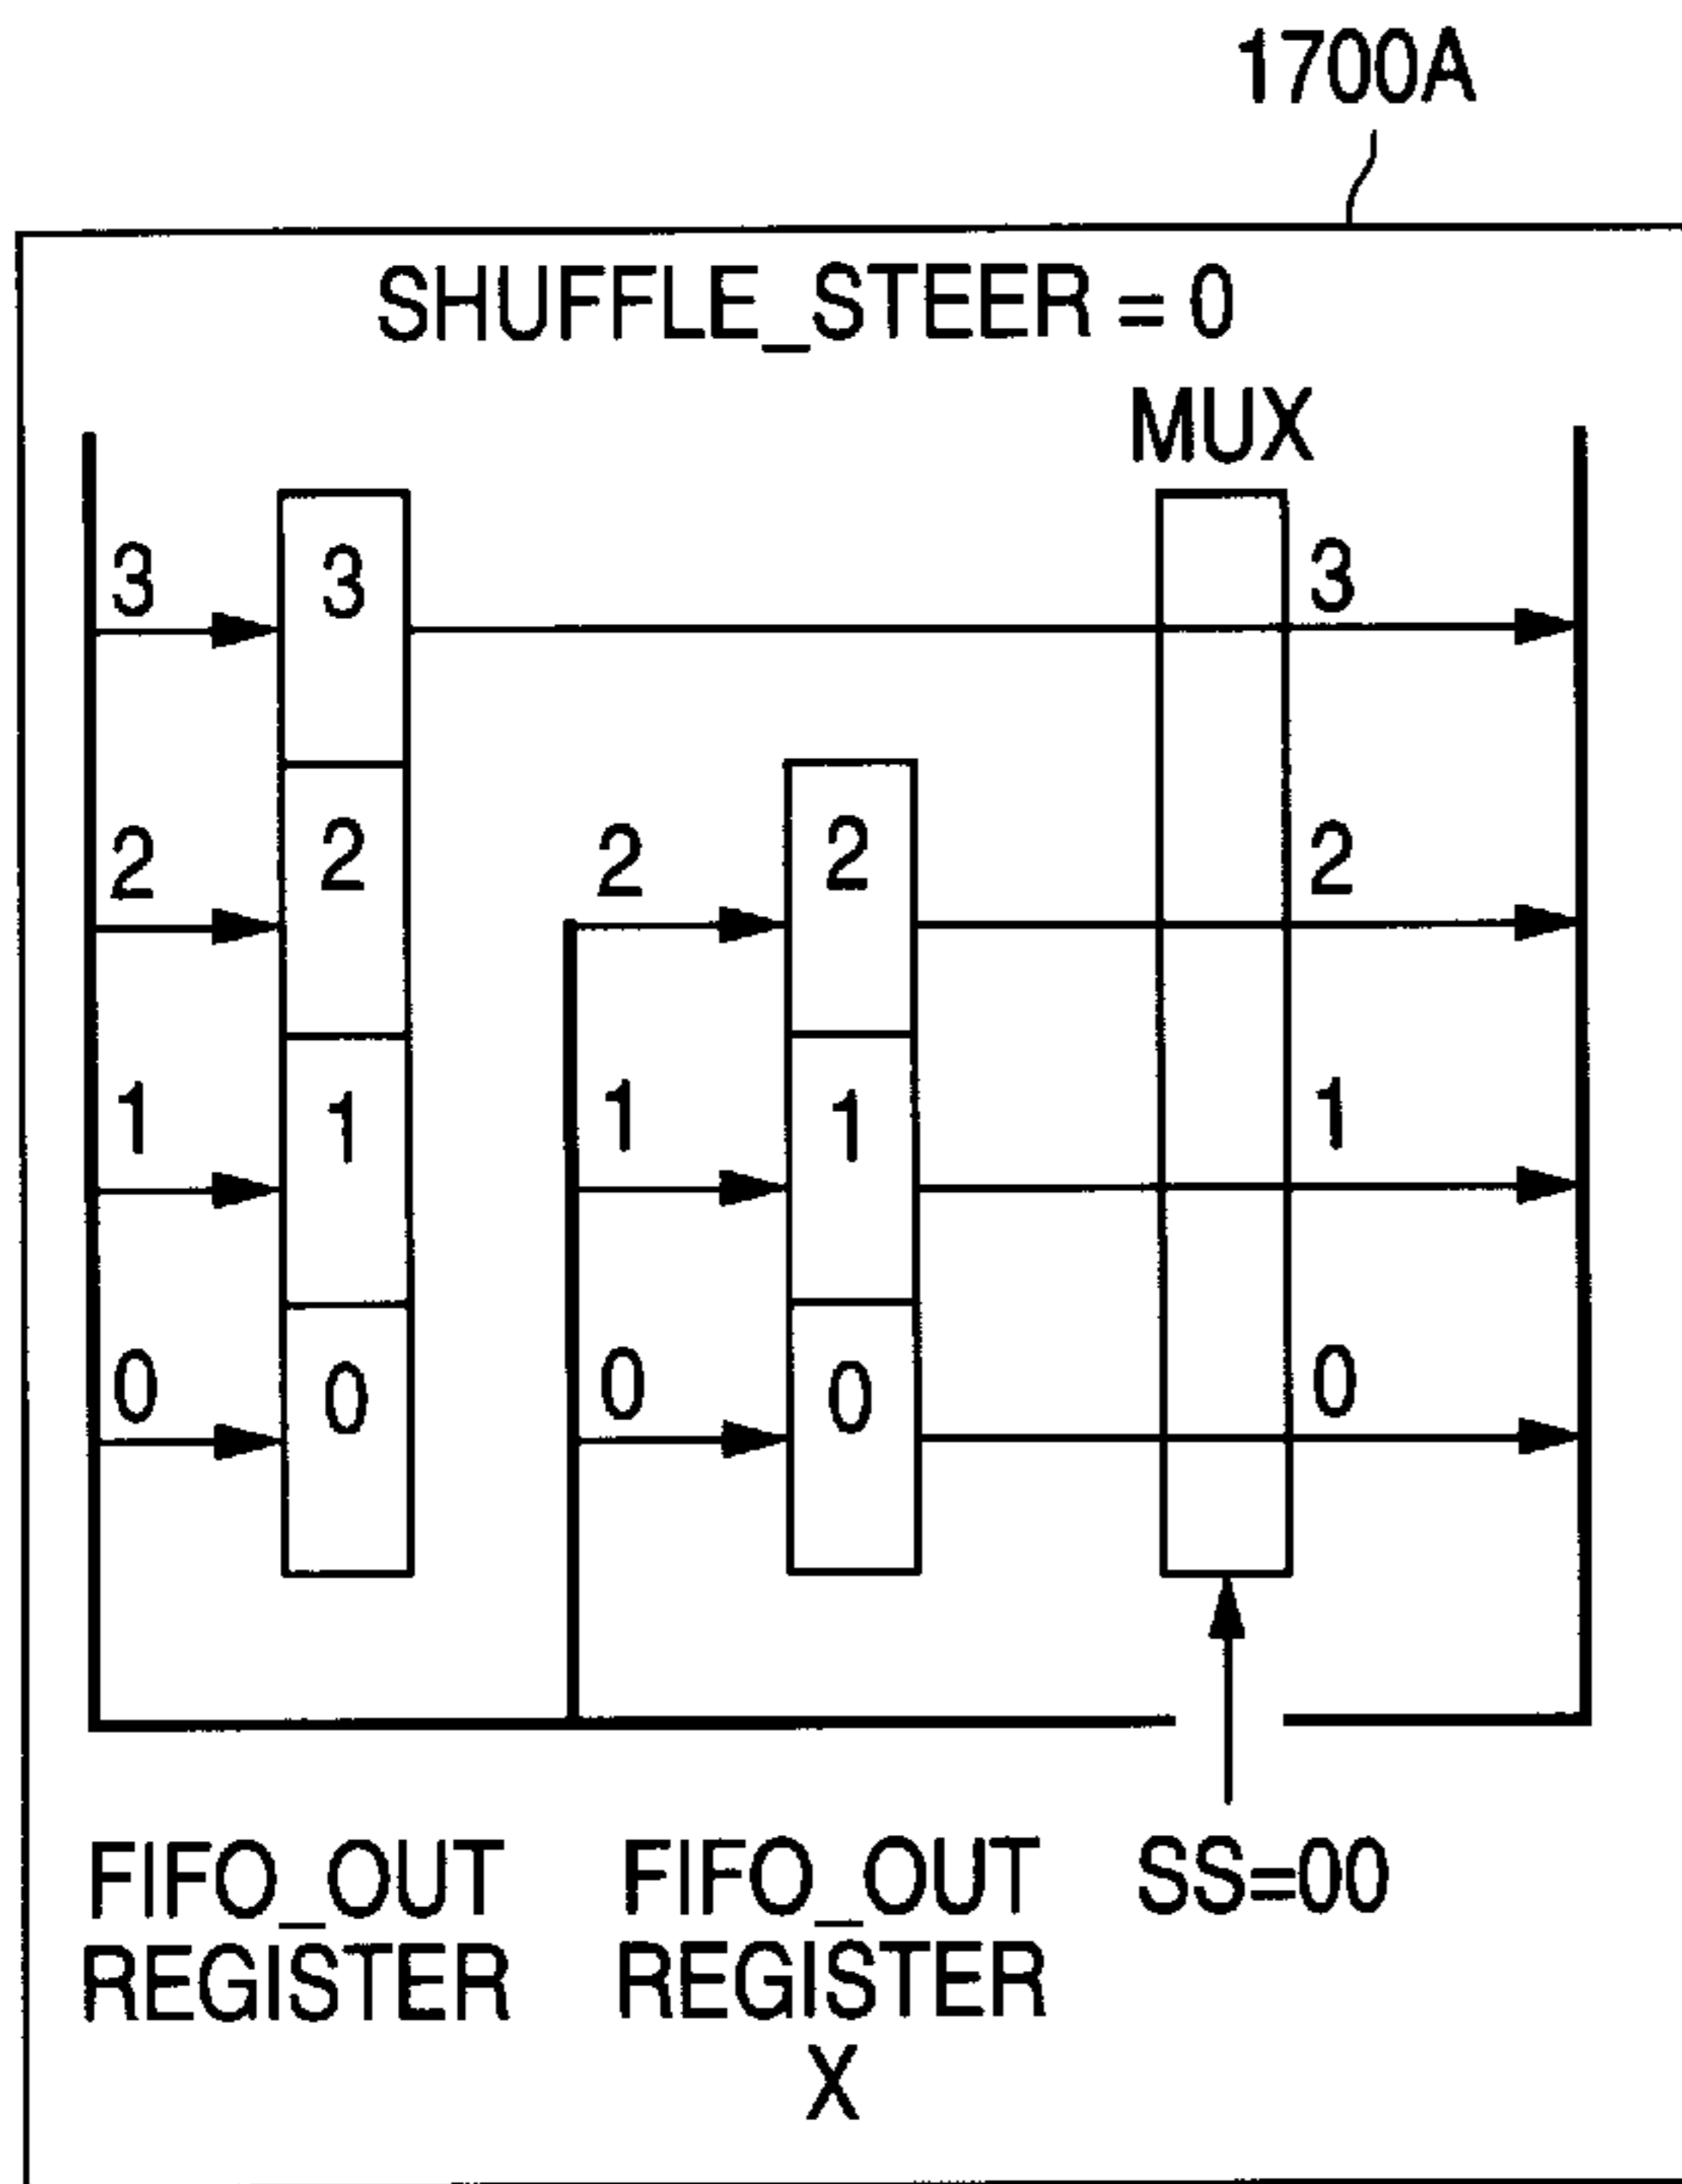 1700A
SHUFFLE_STEER = 0
MUX
3 3 3
2 2 2 2 2
1 1 1 1 1
0 0 0 0 0
FIFO_OUT FIFO_OUT SS=00
REGISTER REGISTER
X